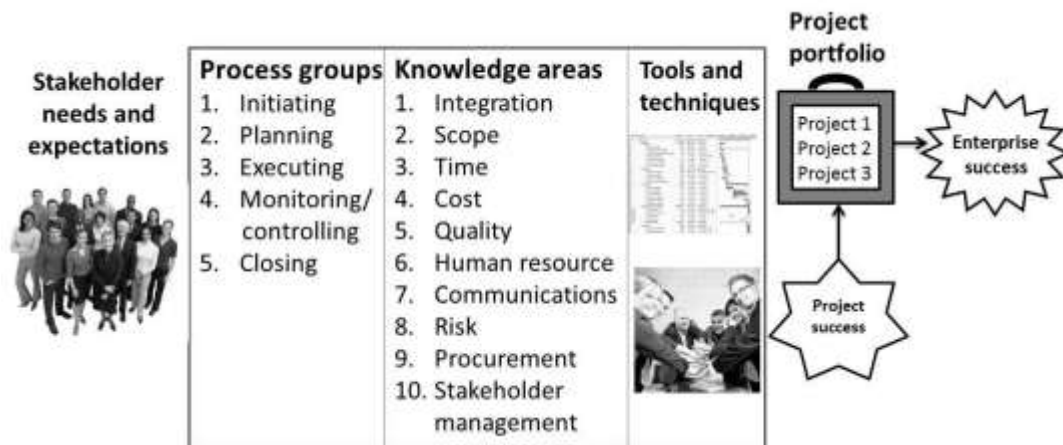 Stakeholder
needs and
expectations
Process groups
1. Initiating
2. Planning
3. Executing
4. Monitoring/
controlling
5. Closing
Knowledge areas
1. Integration
2. Scope
3. Time
4. Cost
5. Quality
6. Human resource
7. Communications
8. Risk
9. Procurement
10. Stakeholder
management
Tools and
techniques
Project
portfolio
Project 1
Project 2
Project 3
Enterprise
success
Project
success